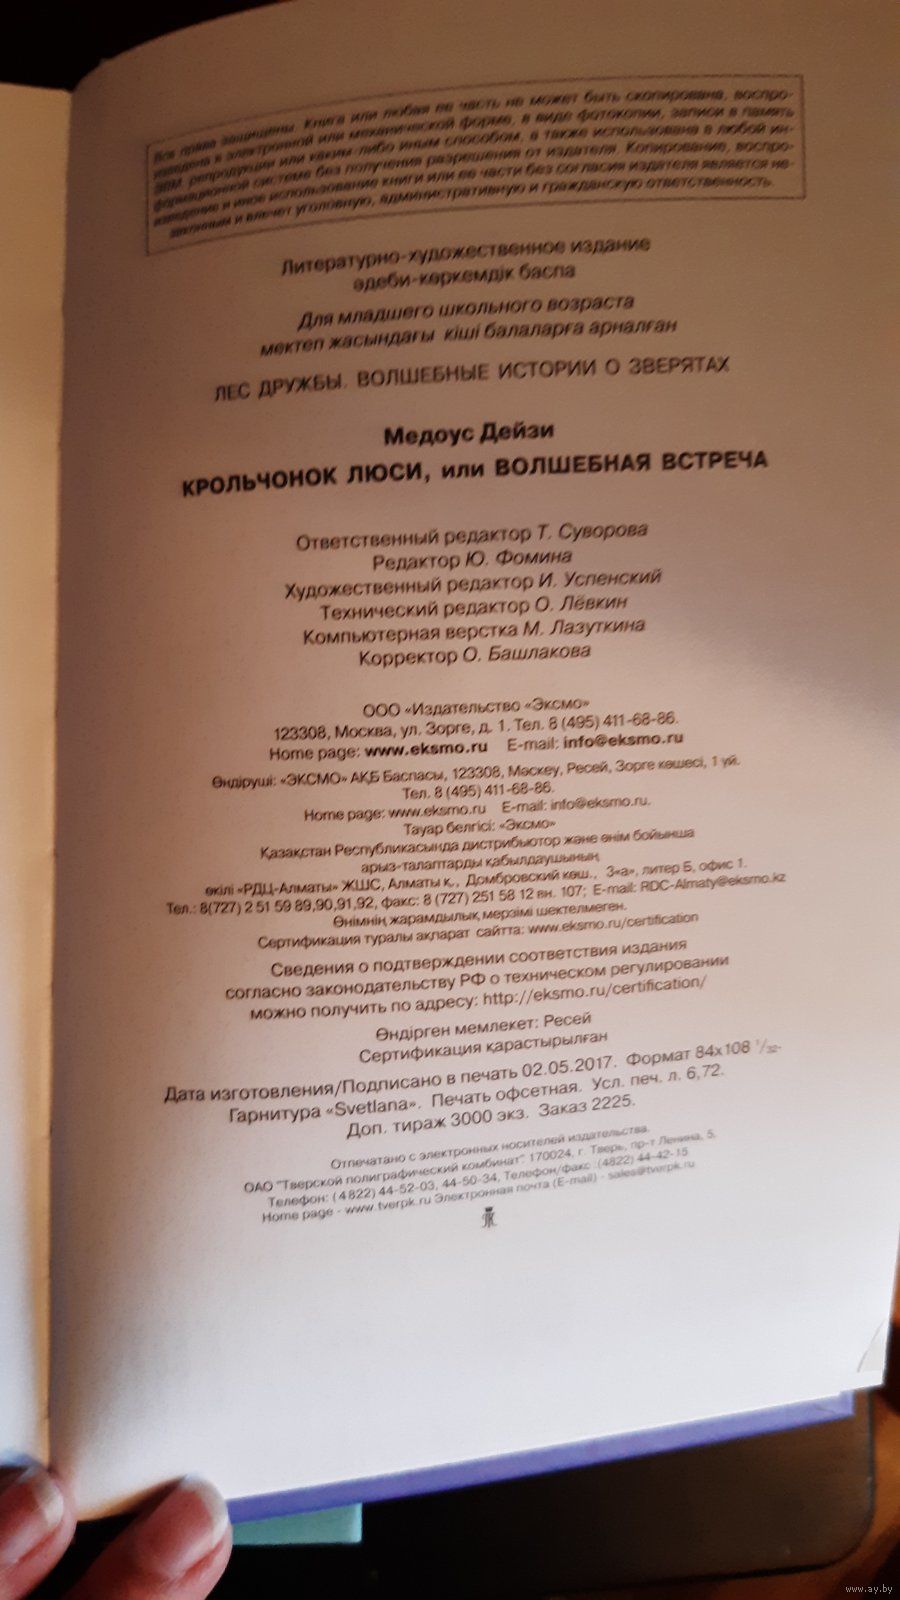 Все права защищены. Книга или любая ее часть не может быть скопирована, воспро-
изведена в электронной или механической форме, в виде фотокопии, записи в память
ЭВМ, репродукции или каким-либо иным способом, а также использована в любой ин-
формационной системе без получения разрешения от издателя. Копирование, воспро-
изведение и иное использование книги или ее части без согласия издателя является не-
законным и влечет уголовную, административную и гражданскую ответственность.
Литературно-художественное издание
әдеби-көркемдік баспа
Для младшего школьного возраста
мектеп жасындағы кіші балаларға арналған
ЛЕС ДРУЖБЫ. ВОЛШЕБНЫЕ ИСТОРИИ О ЗВЕРЯТАХ
Медоус Дейзи
КРОЛЬЧОНОК ЛЮСИ, или ВОЛШЕБНАЯ ВСТРЕЧА
Ответственный редактор Т. Суворова
Редактор Ю. Фомина
Художественный редактор И. Успенский
Технический редактор О. Лёвкин
Компьютерная верстка М. Лазуткина
Корректор О. Башлакова
ООО «Издательство «Эксмо»
123308, Москва, ул. Зорге, д. 1. Тел. 8 (495) 411-68-86.
Home page: www.eksmo.ru E-mail: info@eksmo.ru
Өндіруші: «ЭКСМО» АҚБ Баспасы, 123308, Мәскеу, Ресей, Зорге көшесі, 1 үй.
Тел. 8 (495) 411-68-86.
Home page: www.eksmo.ru E-mail: info@eksmo.ru.
Тауар белгісі: «Эксмо»
Қазақстан Республикасында дистрибьютор және өнім бойынша
арыз-талаптарды қабылдаушының
өкілі «РДЦ-Алматы» ЖШС, Алматы қ., Домбровский көш., 3«а», литер Б, офис 1.
Тел.: 8(727) 2 51 59 89,90,91,92, факс: 8 (727) 251 58 12 вн. 107; E-mail: RDC-Almaty@eksmo.kz
Өнімнің жарамдылық мерзімі шектелмеген.
Сертификация туралы ақпарат сайтта: www.eksmo.ru/certification
Сведения о подтверждении соответствия издания
согласно законодательству РФ о техническом регулировании
можно получить по адресу: http://eksmo.ru/certification/
Өндірген мемлекет: Ресей
Сертификация қарастырылған
Дата изготовления/Подписано в печать 02.05.2017. Формат 84x108 1/32.
Гарнитура «Svetlana». Печать офсетная. Усл. печ. л. 6,72.
Доп. тираж 3000 экз. Заказ 2225.
Отпечатано с электронных носителей издательства.
ОАО "Тверской полиграфический комбинат". 170024, г. Тверь, пр-т Ленина, 5.
Телефон: (4822) 44-52-03, 44-50-34, Телефон/факс :(4822) 44-42-15
Home page - www.tverpk.ru Электронная почта (E-mail) - sales@tverpk.ru
www.ay.by